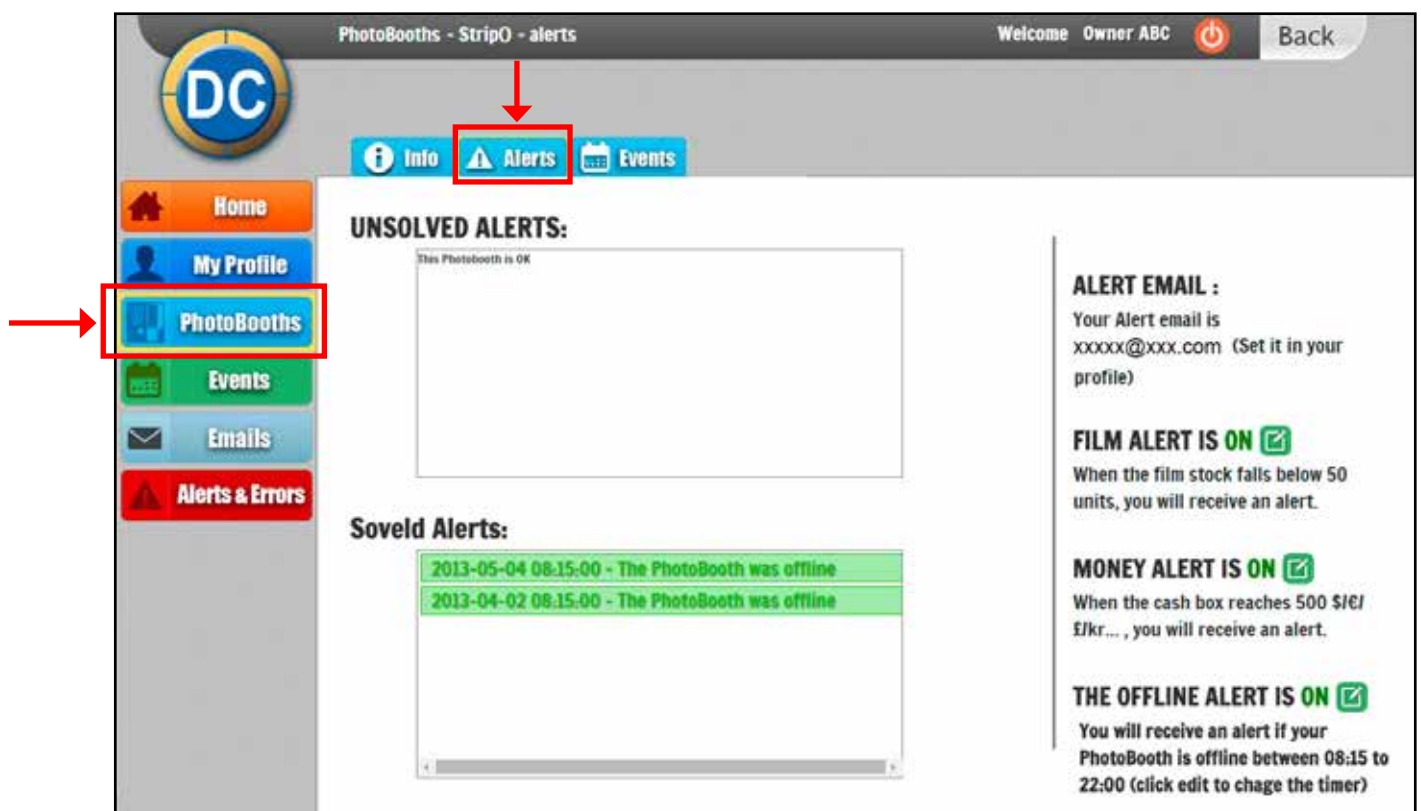 PhotoBooths - StripO - alerts
Welcome Owner ABC
Back
DC
Info
Alerts
Events
Home
My Profile
PhotoBooths
Events
Emails
Alerts & Errors
UNSOLVED ALERTS:
This Photobooth is OK
Soveld Alerts:
2013-05-04 08:15:00 - The PhotoBooth was offline
2013-04-02 08:15:00 - The PhotoBooth was offline
ALERT EMAIL :
Your Alert email is
xxxxx@xxx.com (Set it in your
profile)
FILM ALERT IS ON
When the film stock falls below 50
units, you will receive an alert.
MONEY ALERT IS ON
When the cash box reaches 500 $/€/
£/kr... , you will receive an alert.
THE OFFLINE ALERT IS ON
You will receive an alert if your
PhotoBooth is offline between 08:15 to
22:00 (click edit to chage the timer)